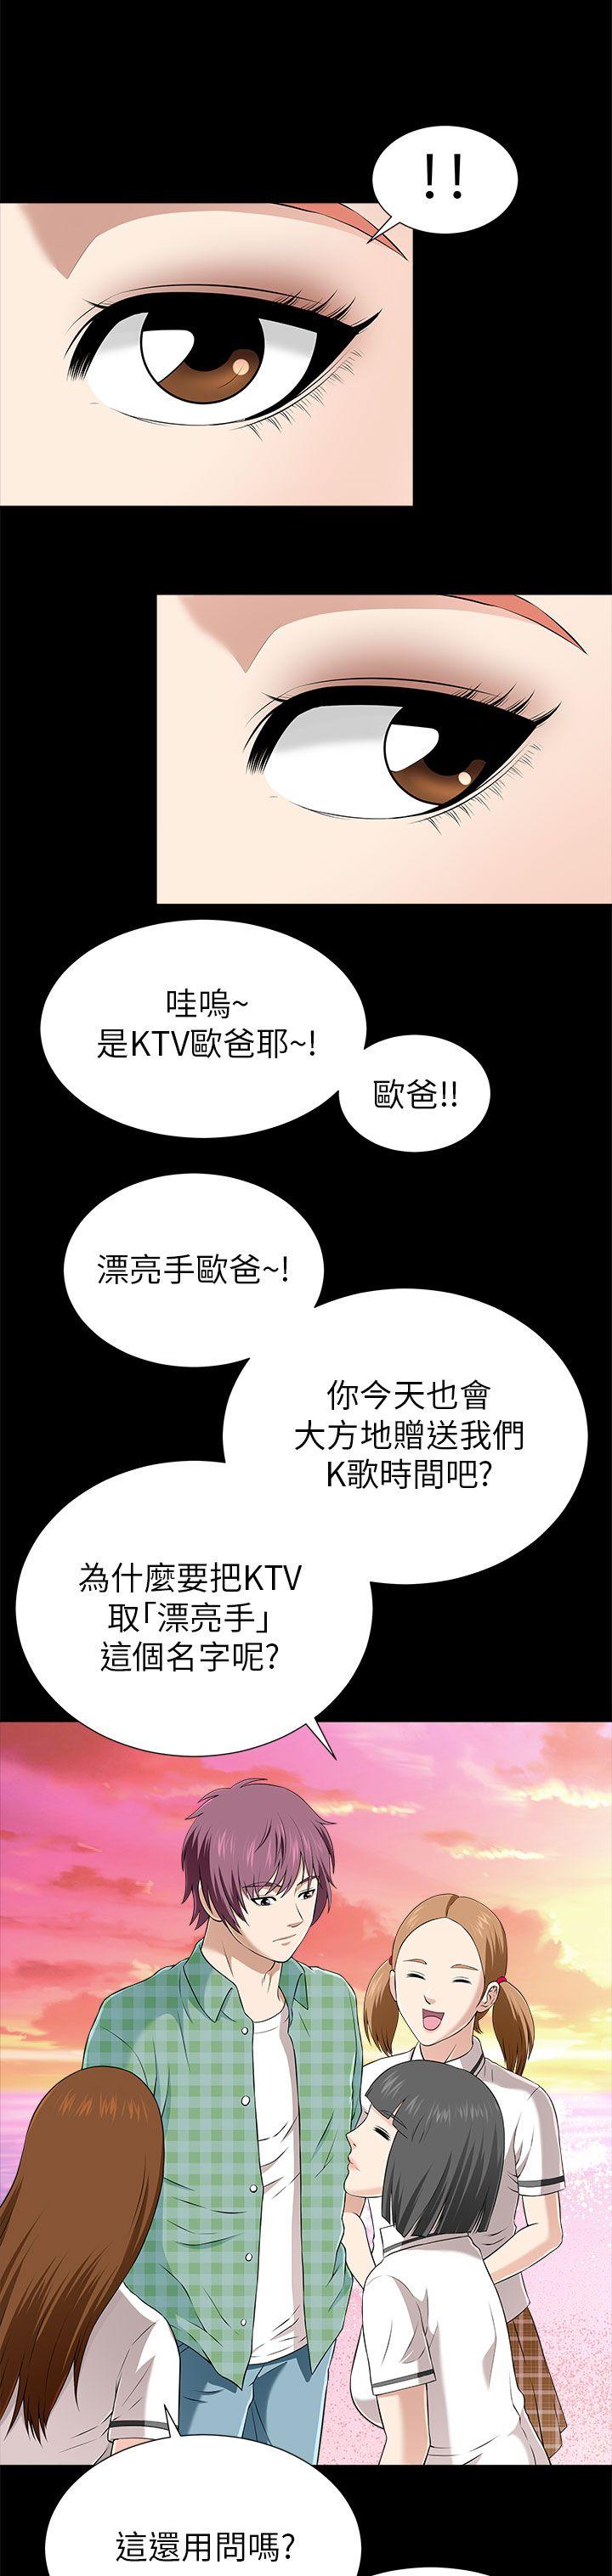 !!
哇嗚~
是KTV歐爸耶~!
歐爸!!
漂亮手歐爸~!
你今天也會
大方地贈送我們
K歌時間吧?
為什麼要把KTV
取「漂亮手」
這個名字呢?
這還用問嗎?